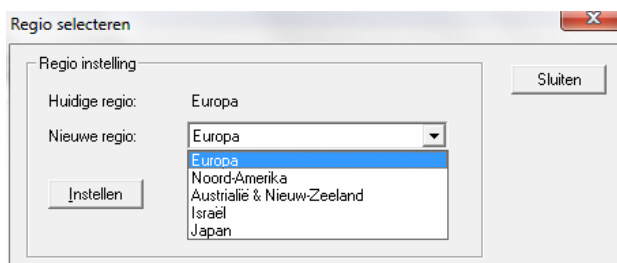 Regio selecteren
Regio instelling
Sluiten
Huidige regio: Europa
Nieuwe regio: Europa
Europa
Noord-Amerika
Instellen
Austrialië & Nieuw-Zeeland
Israël
Japan